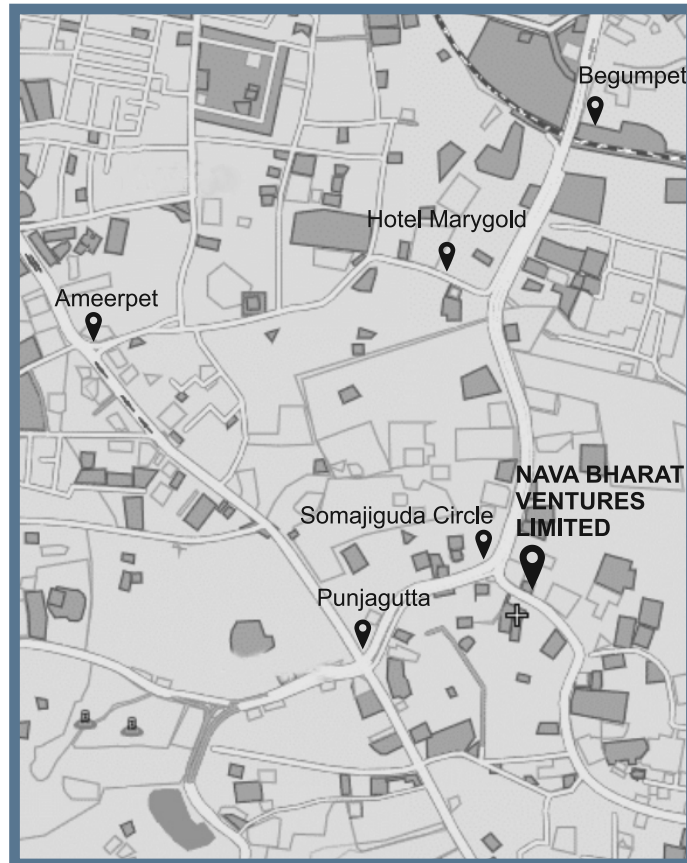 Begumpet
Hotel Marygold
Ameerpet
NAVA BHARAT
VENTURES
LIMITED
Somajiguda Circle
Punjagutta